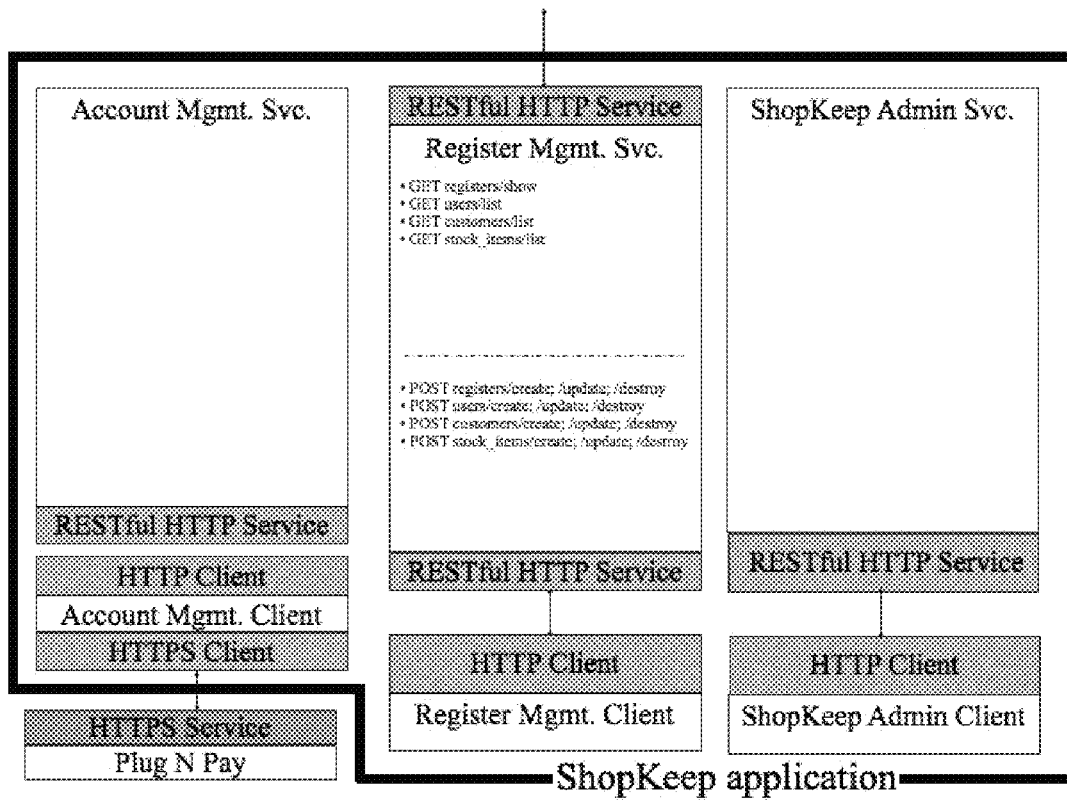 Account Mgmt. Svc.
RESTful HTTP Service
HTTP Client
Account Mgmt. Client
HTTPS Client
HTTPS Service
Plug N Pay
RESTful HTTP Service
Register Mgmt. Svc.
• GET registers/show
• GET users/list
• GET customers/list
• GET stock_items/list
• POST registers/create; /update; /destroy
• POST users/create; /update; /destroy
• POST customers/create; /update; /destroy
• POST stock_items/create; /update; /destroy
RESTful HTTP Service
HTTP Client
Register Mgmt. Client
ShopKeep Admin Svc.
RESTful HTTP Service
HTTP Client
ShopKeep Admin Client
ShopKeep application